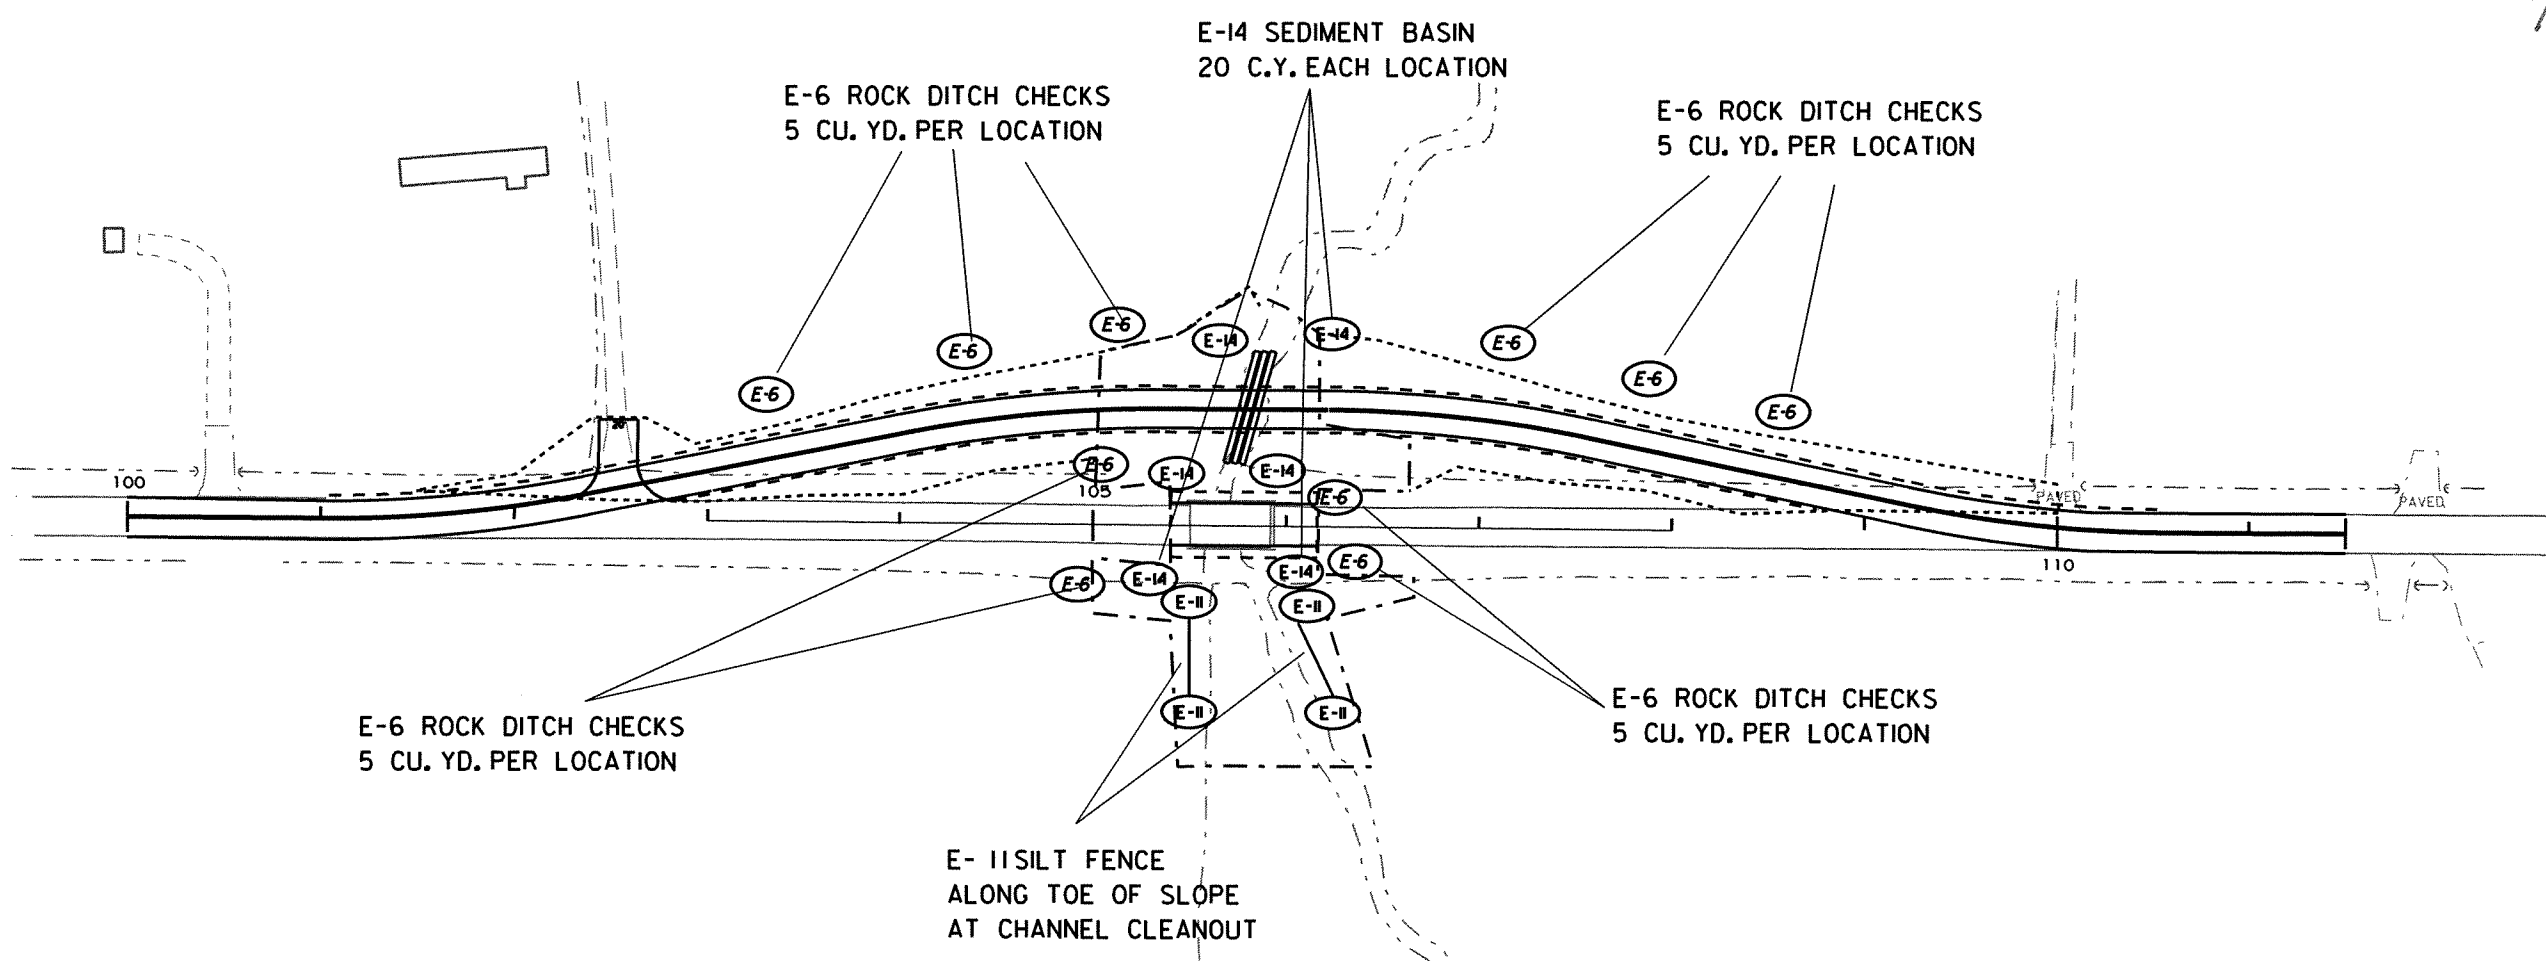 E-14 SEDIMENT BASIN
20 C.Y. EACH LOCATION
E-6 ROCK DITCH CHECKS
5 CU. YD. PER LOCATION
E-6 ROCK DITCH CHECKS
5 CU. YD. PER LOCATION
E-6
E-6
E-6
E-14
E-14
E-6
E-6
E-6
100
105
E-6
E-14
E-14
E-6
PAVED
PAVED
110
E-6
E-14
E-14
E-6
E-11
E-11
E-11
E-11
E-6 ROCK DITCH CHECKS
5 CU. YD. PER LOCATION
E-6 ROCK DITCH CHECKS
5 CU. YD. PER LOCATION
E- 11 SILT FENCE
ALONG TOE OF SLOPE
AT CHANNEL CLEANOUT